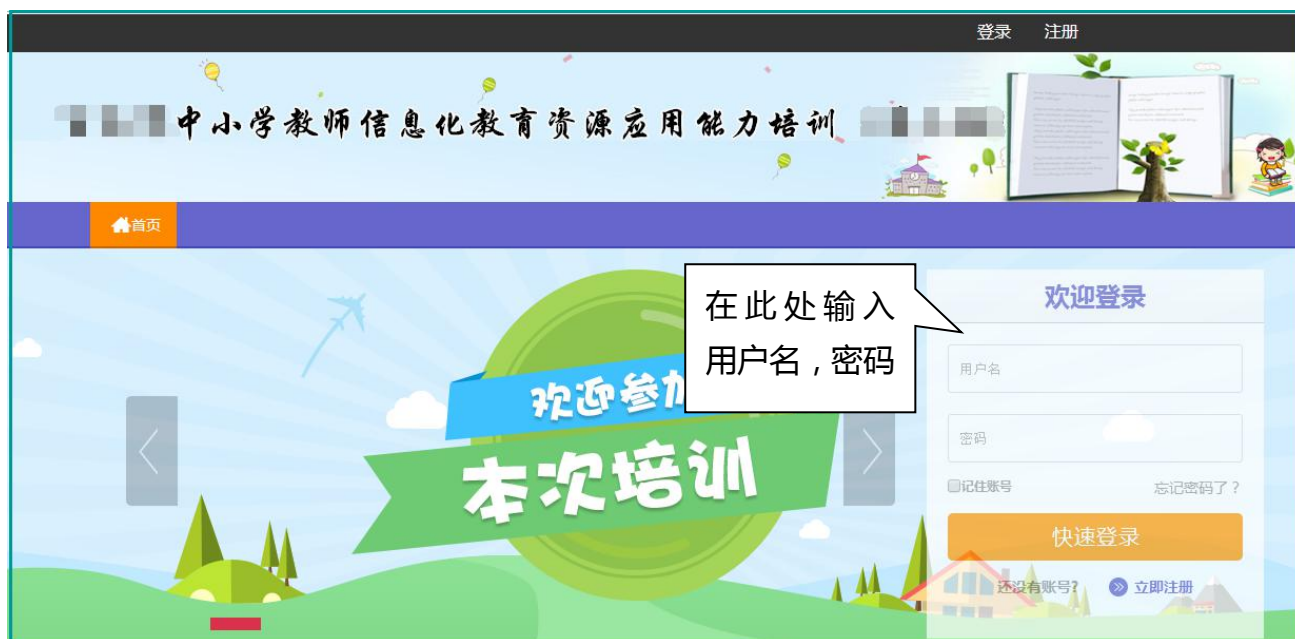 登录 注册
中小学教师信息化教育资源应用能力培训
首页
在此处输入
用户名，密码
欢迎参加
本次培训
欢迎登录
用户名
密码
记住账号 忘记密码了？
快速登录
还没有账号? 立即注册